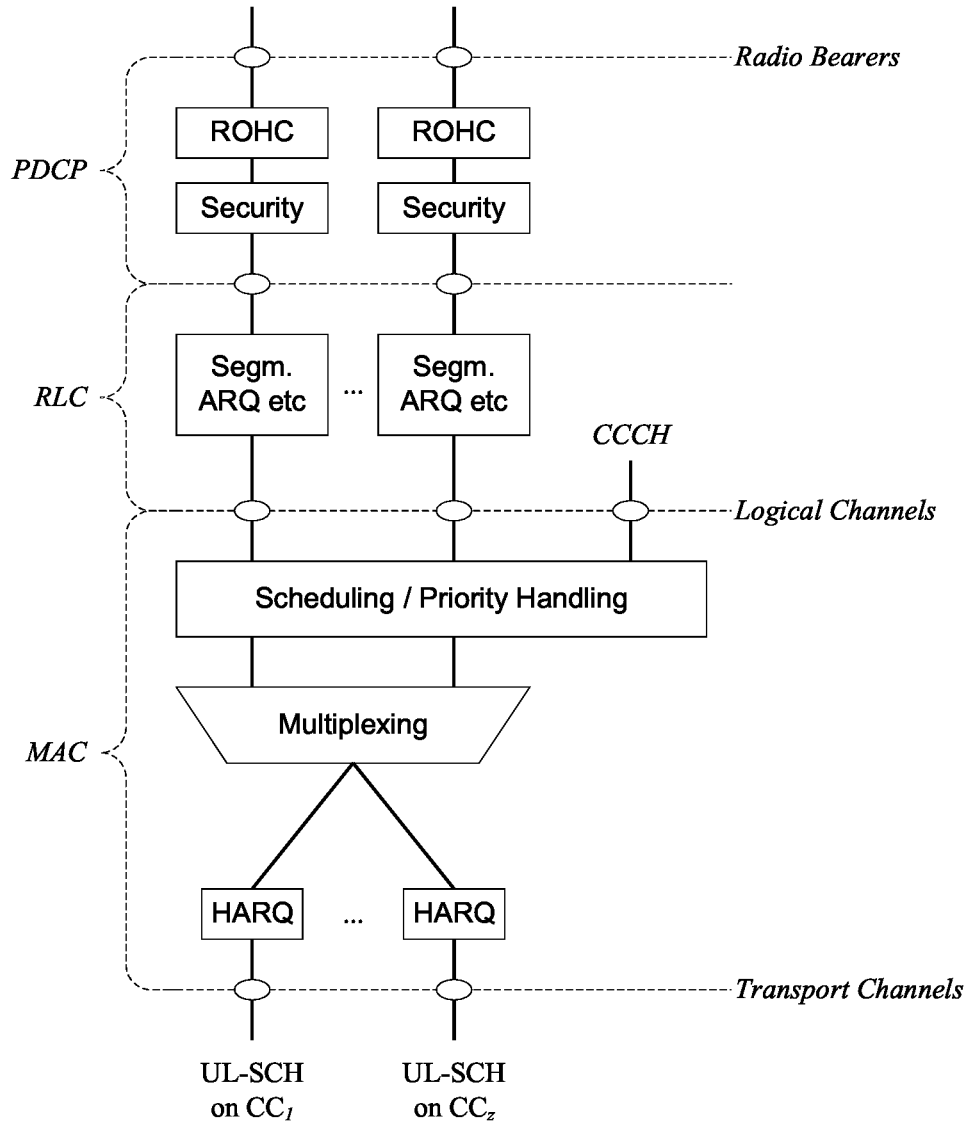 Radio Bearers
ROHC
ROHC
PDCP
Security
Security
Segm.
ARQ etc
...
Segm.
ARQ etc
RLC
CCCH
Logical Channels
Scheduling / Priority Handling
Multiplexing
MAC
HARQ
...
HARQ
Transport Channels
UL-SCH
on CC1
UL-SCH
on CCz